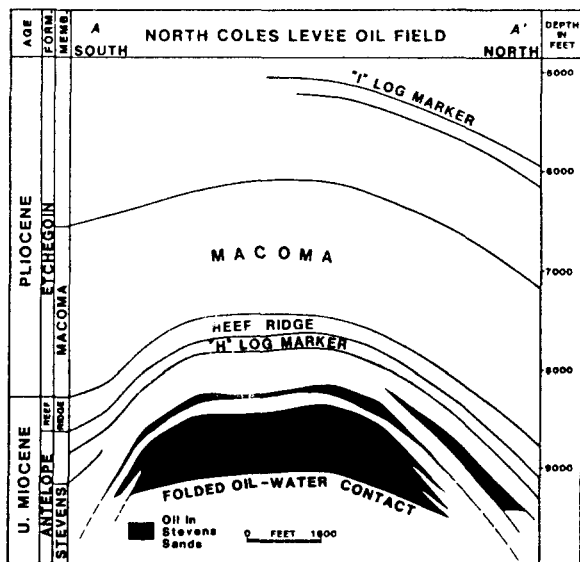 AGE
FORM.
MEMB.
A
SOUTH
NORTH COLES LEVEE OIL FIELD
A'
NORTH
DEPTH
IN
FEET
"I" LOG MARKER
5000
6000
7000
8000
9000
PLIOCENE
ETCHEGOIN
MACOMA
MACOMA
REEF RIDGE
"H" LOG MARKER
U. MIOCENE
REEF
RIDGE
ANTELOPE
STEVENS
FOLDED OIL-WATER CONTACT
Oil In
Stevens
Sands
0 FEET 1600